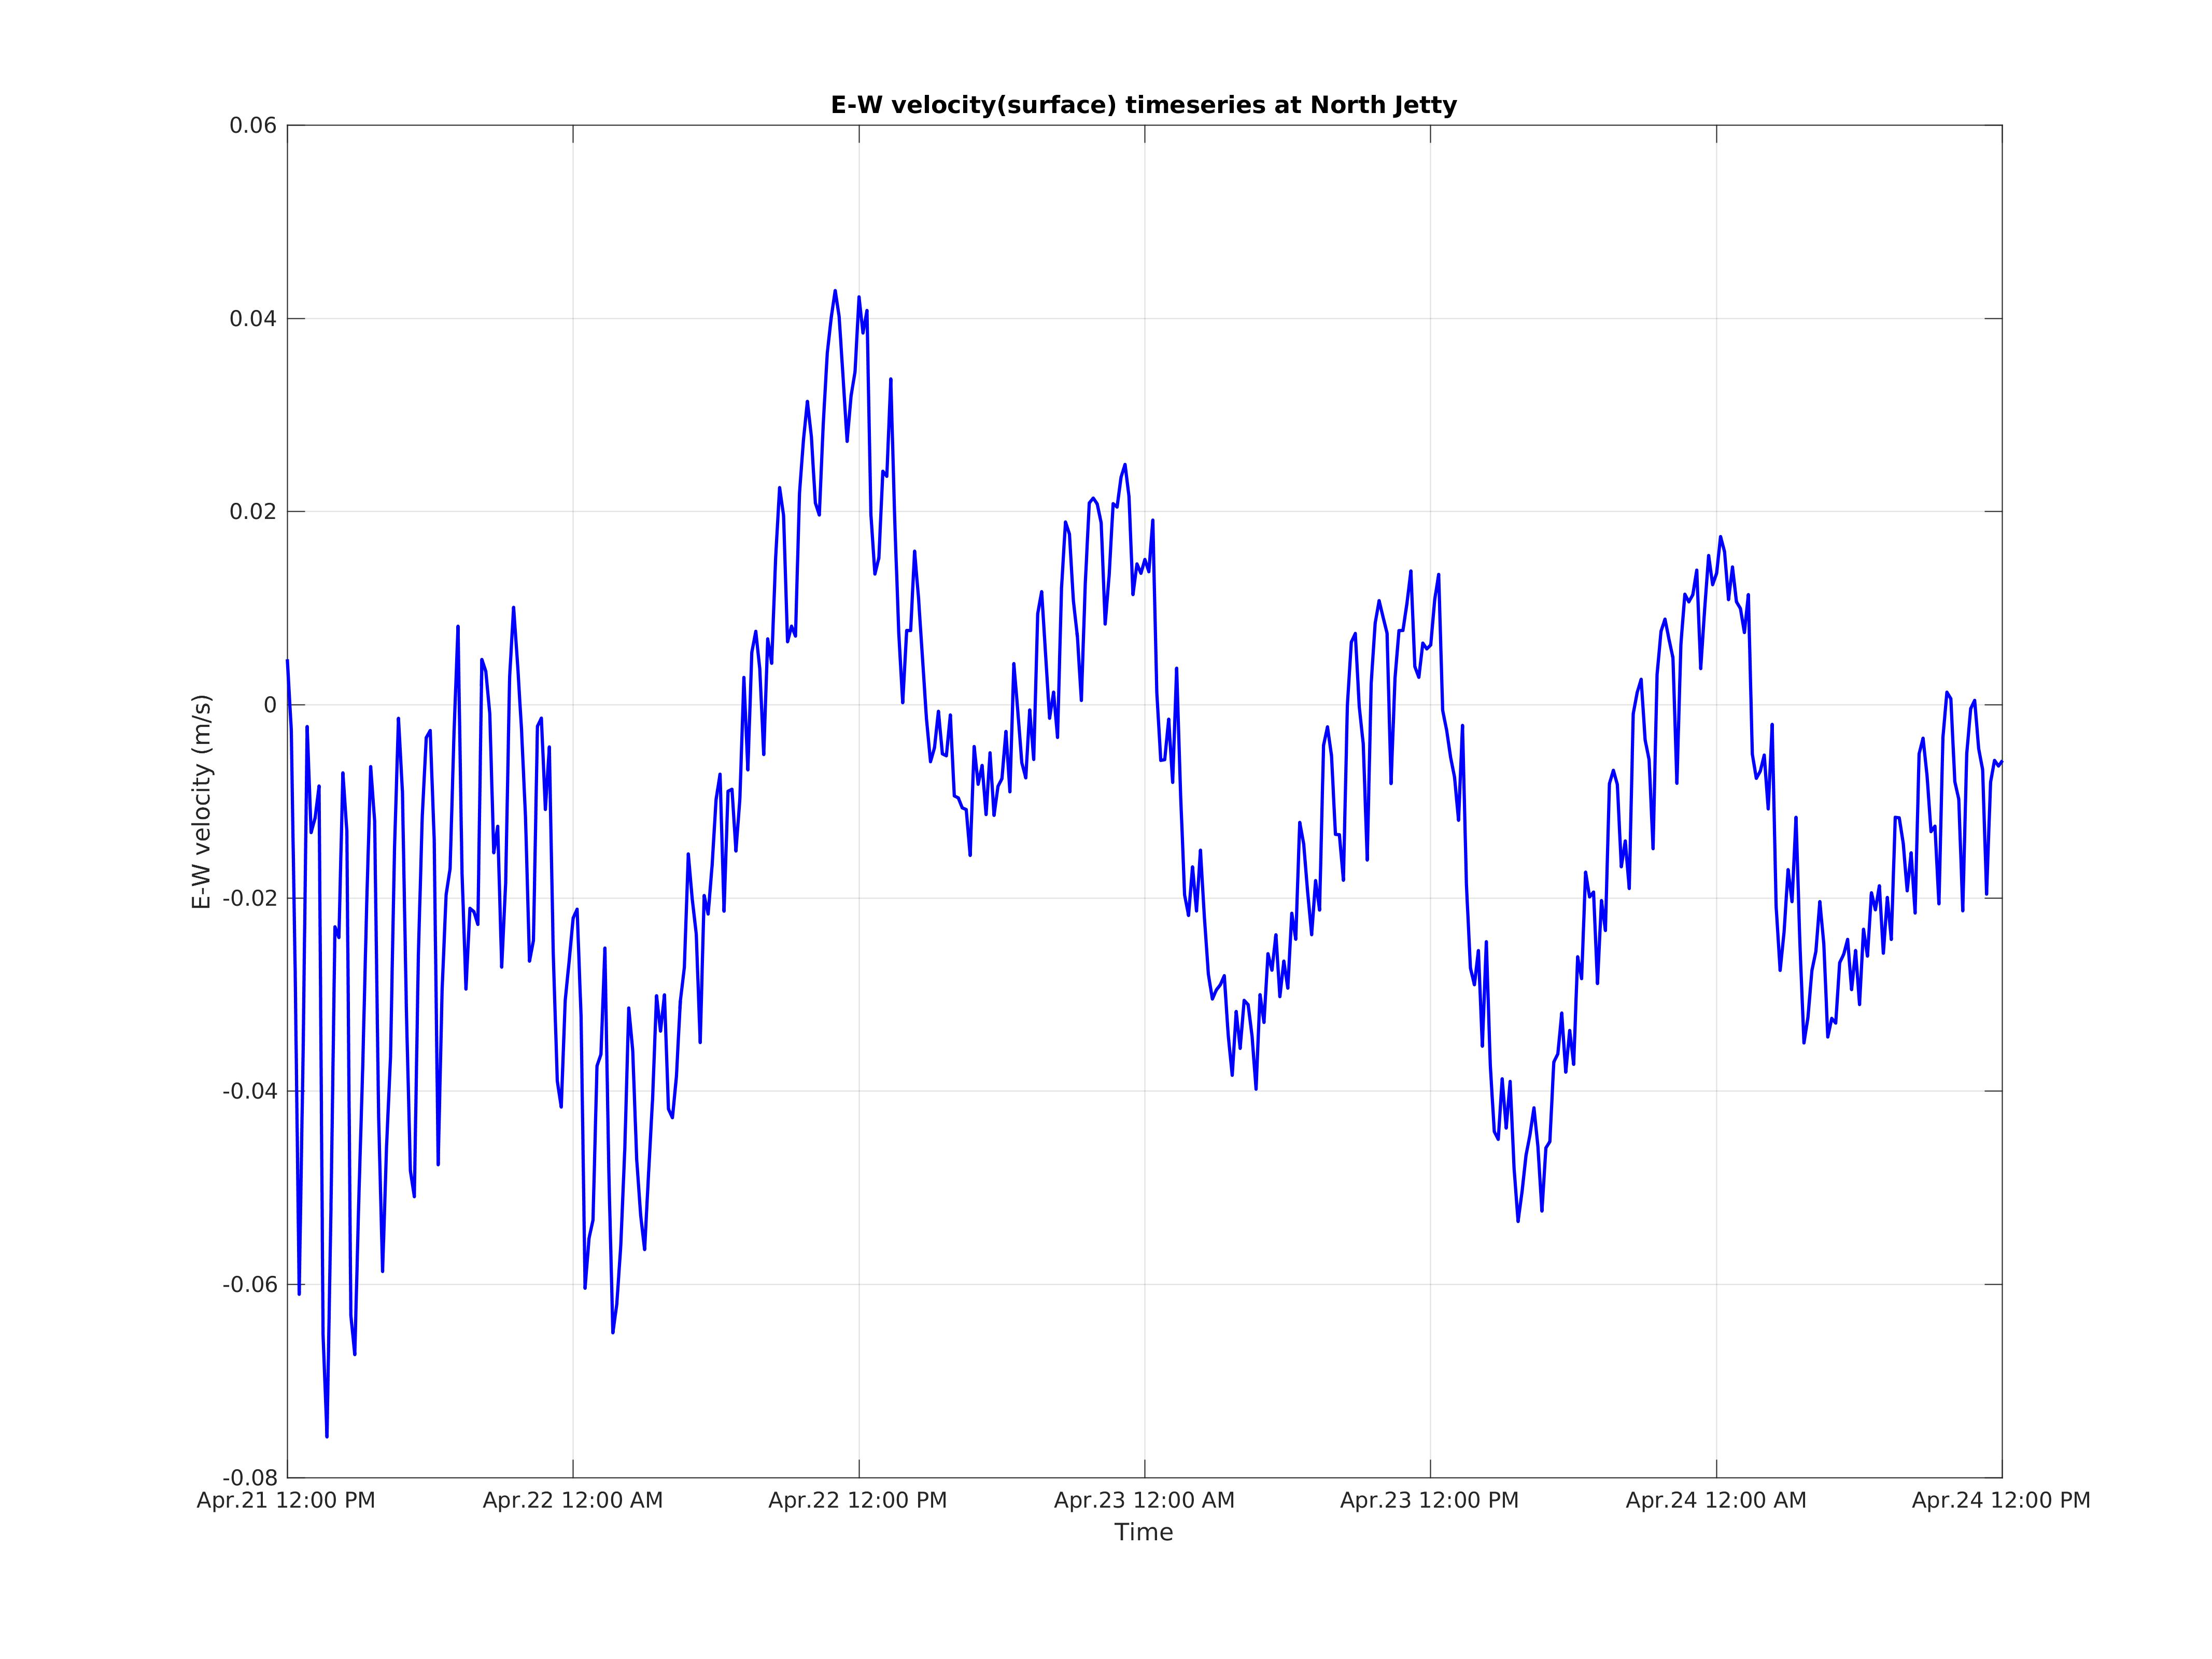 E-W velocity(surface) timeseries at North Jetty
0.06
0.04
0.02
0
-0.02
-0.04
-0.06
-0.08
E-W velocity (m/s)
Apr.21 12:00 PM Apr.22 12:00 AM Apr.22 12:00 PM Apr.23 12:00 AM Apr.23 12:00 PM Apr.24 12:00 AM Apr.24 12:00 PM
Time